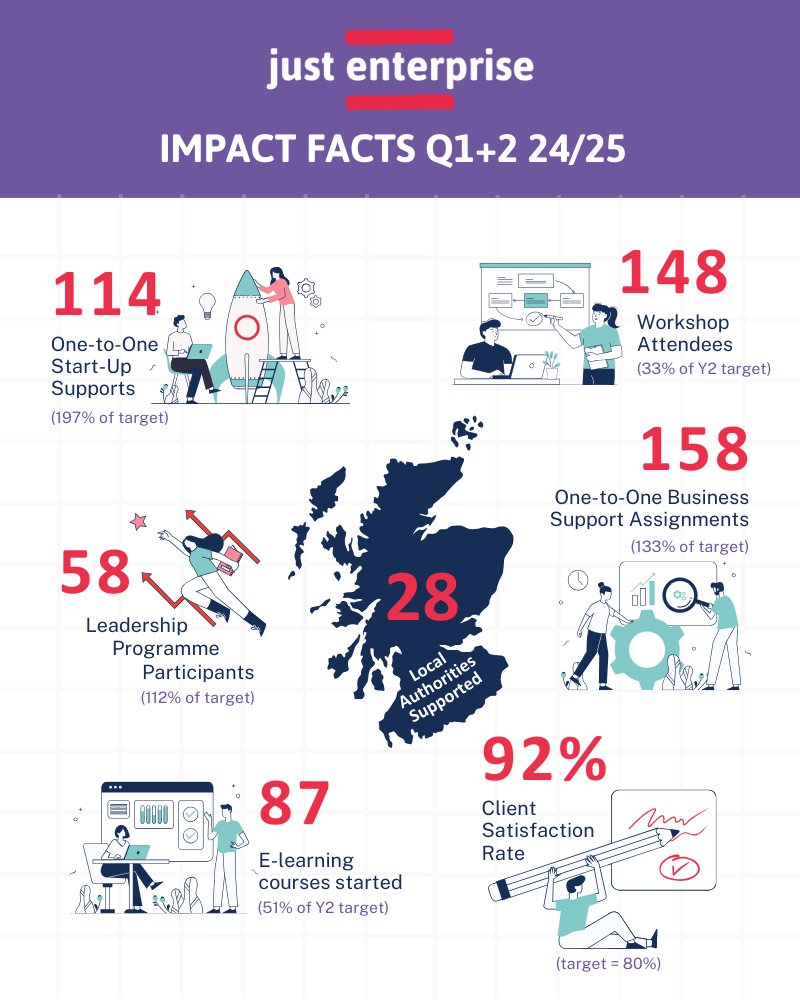 just enterprise
IMPACT FACTS Q1+2 24/25
114
One-to-One
Start-Up
Supports
(197% of target)
148
Workshop
Attendees
(33% of Y2 target)
158
One-to-One Business
Support Assignments
(133% of target)
58
Leadership
Programme
Participants
(112% of target)
28
Local
Authorities
Supported
87
E-learning
courses started
(51% of Y2 target)
92%
Client
Satisfaction
Rate
(target = 80%)